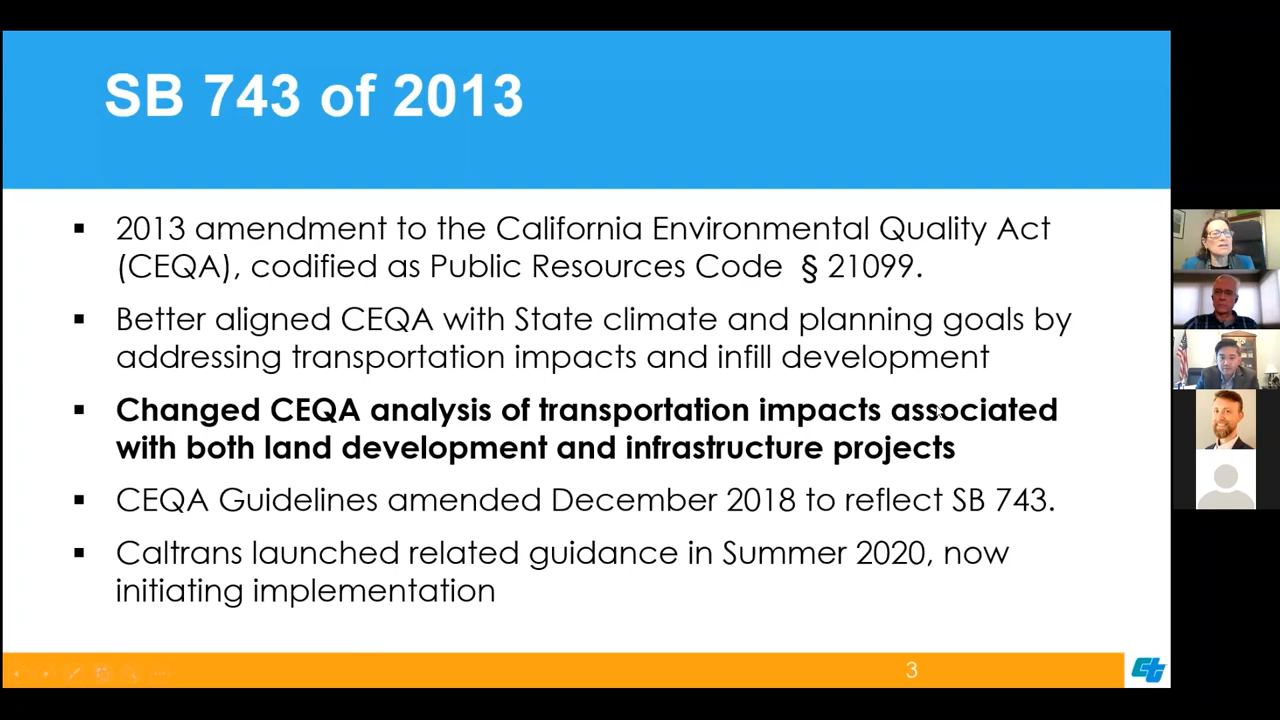 SB 743 of 2013
▪ 2013 amendment to the California Environmental Quality Act
(CEQA), codified as Public Resources Code § 21099.
▪ Better aligned CEQA with State climate and planning goals by
addressing transportation impacts and infill development
▪ Changed CEQA analysis of transportation impacts associated
with both land development and infrastructure projects
▪ CEQA Guidelines amended December 2018 to reflect SB 743.
▪ Caltrans launched related guidance in Summer 2020, now
initiating implementation
3